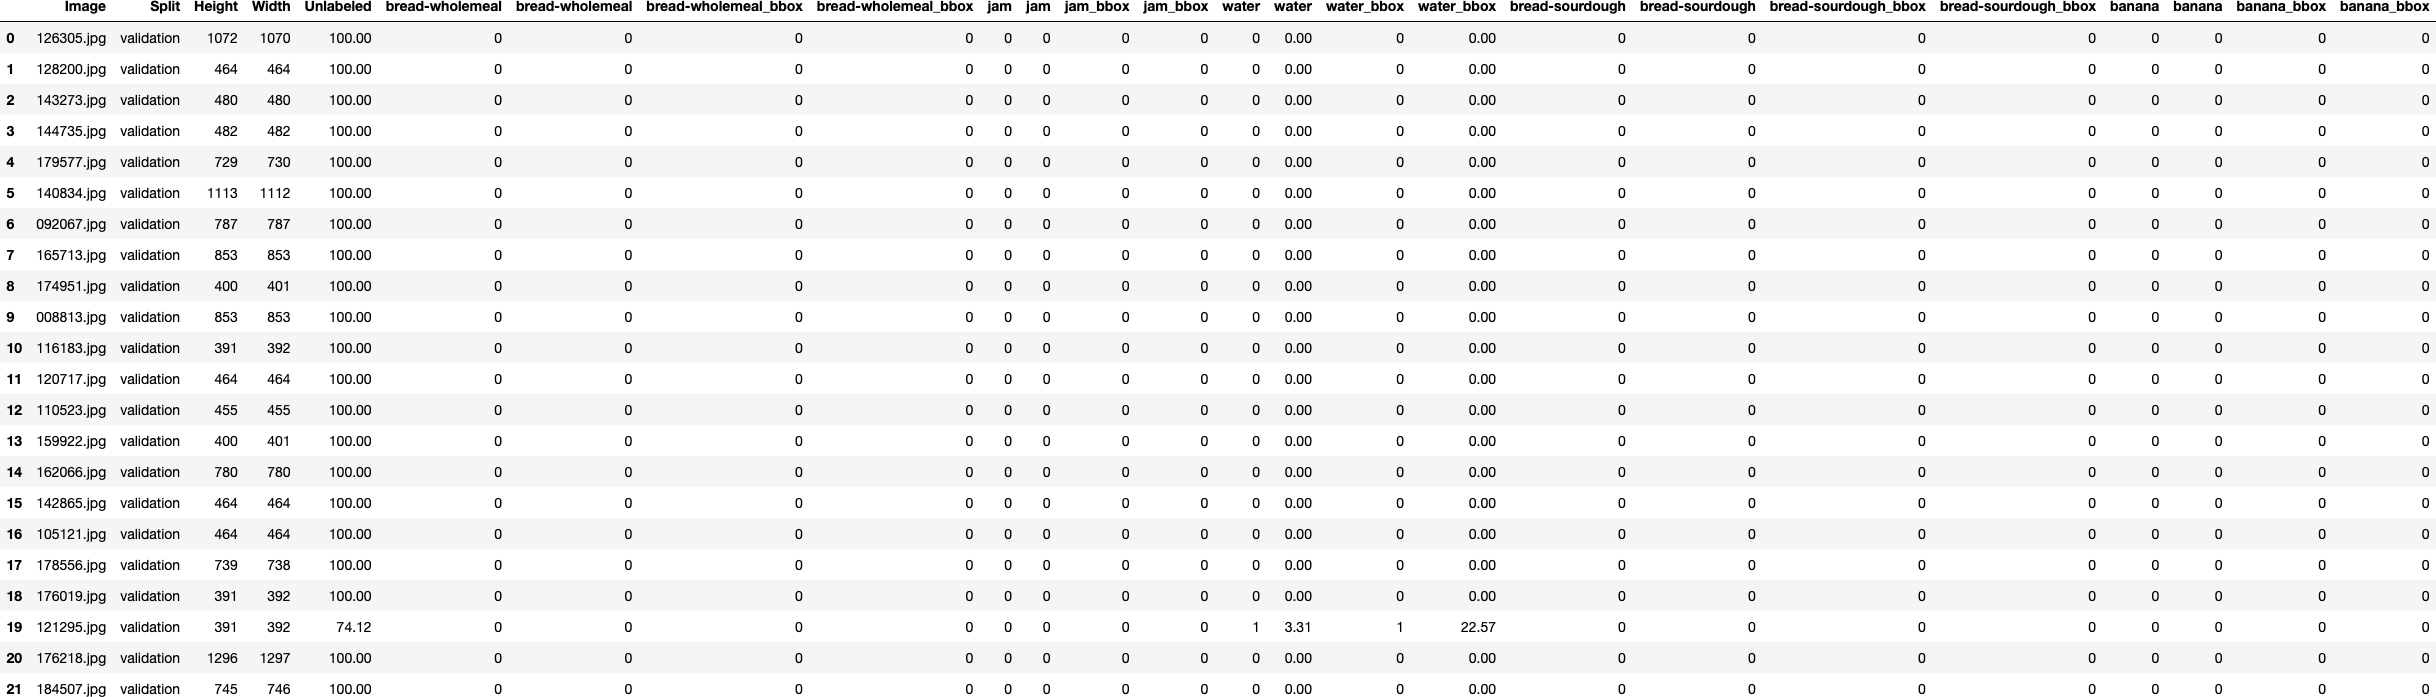 Image Split Height Width Unlabeled bread-wholemeal bread-wholemeal bread-wholemeal_bbox bread-wholemeal_bbox jam jam jam_bbox jam_bbox water water water_bbox water_bbox bread-sourdough bread-sourdough bread-sourdough_bbox bread-sourdough_bbox banana banana banana_bbox banana_bbox
0 126305.jpg validation 1072 1070 100.00 0 0 0 0 0 0 0 0 0 0.00 0 0.00 0 0 0 0 0 0 0 0
1 128200.jpg validation 464 464 100.00 0 0 0 0 0 0 0 0 0 0.00 0 0.00 0 0 0 0 0 0 0 0
2 143273.jpg validation 480 480 100.00 0 0 0 0 0 0 0 0 0 0.00 0 0.00 0 0 0 0 0 0 0 0
3 144735.jpg validation 482 482 100.00 0 0 0 0 0 0 0 0 0 0.00 0 0.00 0 0 0 0 0 0 0 0
4 179577.jpg validation 729 730 100.00 0 0 0 0 0 0 0 0 0 0.00 0 0.00 0 0 0 0 0 0 0 0
5 140834.jpg validation 1113 1112 100.00 0 0 0 0 0 0 0 0 0 0.00 0 0.00 0 0 0 0 0 0 0 0
6 092067.jpg validation 787 787 100.00 0 0 0 0 0 0 0 0 0 0.00 0 0.00 0 0 0 0 0 0 0 0
7 165713.jpg validation 853 853 100.00 0 0 0 0 0 0 0 0 0 0.00 0 0.00 0 0 0 0 0 0 0 0
8 174951.jpg validation 400 401 100.00 0 0 0 0 0 0 0 0 0 0.00 0 0.00 0 0 0 0 0 0 0 0
9 008813.jpg validation 853 853 100.00 0 0 0 0 0 0 0 0 0 0.00 0 0.00 0 0 0 0 0 0 0 0
10 116183.jpg validation 391 392 100.00 0 0 0 0 0 0 0 0 0 0.00 0 0.00 0 0 0 0 0 0 0 0
11 120717.jpg validation 464 464 100.00 0 0 0 0 0 0 0 0 0 0.00 0 0.00 0 0 0 0 0 0 0 0
12 110523.jpg validation 455 455 100.00 0 0 0 0 0 0 0 0 0 0.00 0 0.00 0 0 0 0 0 0 0 0
13 159922.jpg validation 400 401 100.00 0 0 0 0 0 0 0 0 0 0.00 0 0.00 0 0 0 0 0 0 0 0
14 162066.jpg validation 780 780 100.00 0 0 0 0 0 0 0 0 0 0.00 0 0.00 0 0 0 0 0 0 0 0
15 142865.jpg validation 464 464 100.00 0 0 0 0 0 0 0 0 0 0.00 0 0.00 0 0 0 0 0 0 0 0
16 105121.jpg validation 464 464 100.00 0 0 0 0 0 0 0 0 0 0.00 0 0.00 0 0 0 0 0 0 0 0
17 178556.jpg validation 739 738 100.00 0 0 0 0 0 0 0 0 0 0.00 0 0.00 0 0 0 0 0 0 0 0
18 176019.jpg validation 391 392 100.00 0 0 0 0 0 0 0 0 0 0.00 0 0.00 0 0 0 0 0 0 0 0
19 121295.jpg validation 391 392 74.12 0 0 0 0 0 0 0 0 1 3.31 1 22.57 0 0 0 0 0 0 0 0
20 176218.jpg validation 1296 1297 100.00 0 0 0 0 0 0 0 0 0 0.00 0 0.00 0 0 0 0 0 0 0 0
21 184507.jpg validation 745 746 100.00 0 0 0 0 0 0 0 0 0 0.00 0 0.00 0 0 0 0 0 0 0 0